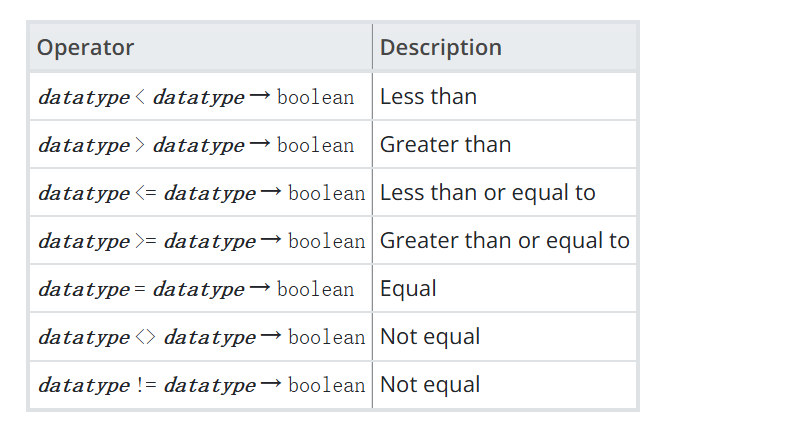 Operator Description
datatype < datatype → boolean Less than
datatype > datatype → boolean Greater than
datatype <= datatype → boolean Less than or equal to
datatype >= datatype → boolean Greater than or equal to
datatype = datatype → boolean Equal
datatype <> datatype → boolean Not equal
datatype != datatype → boolean Not equal